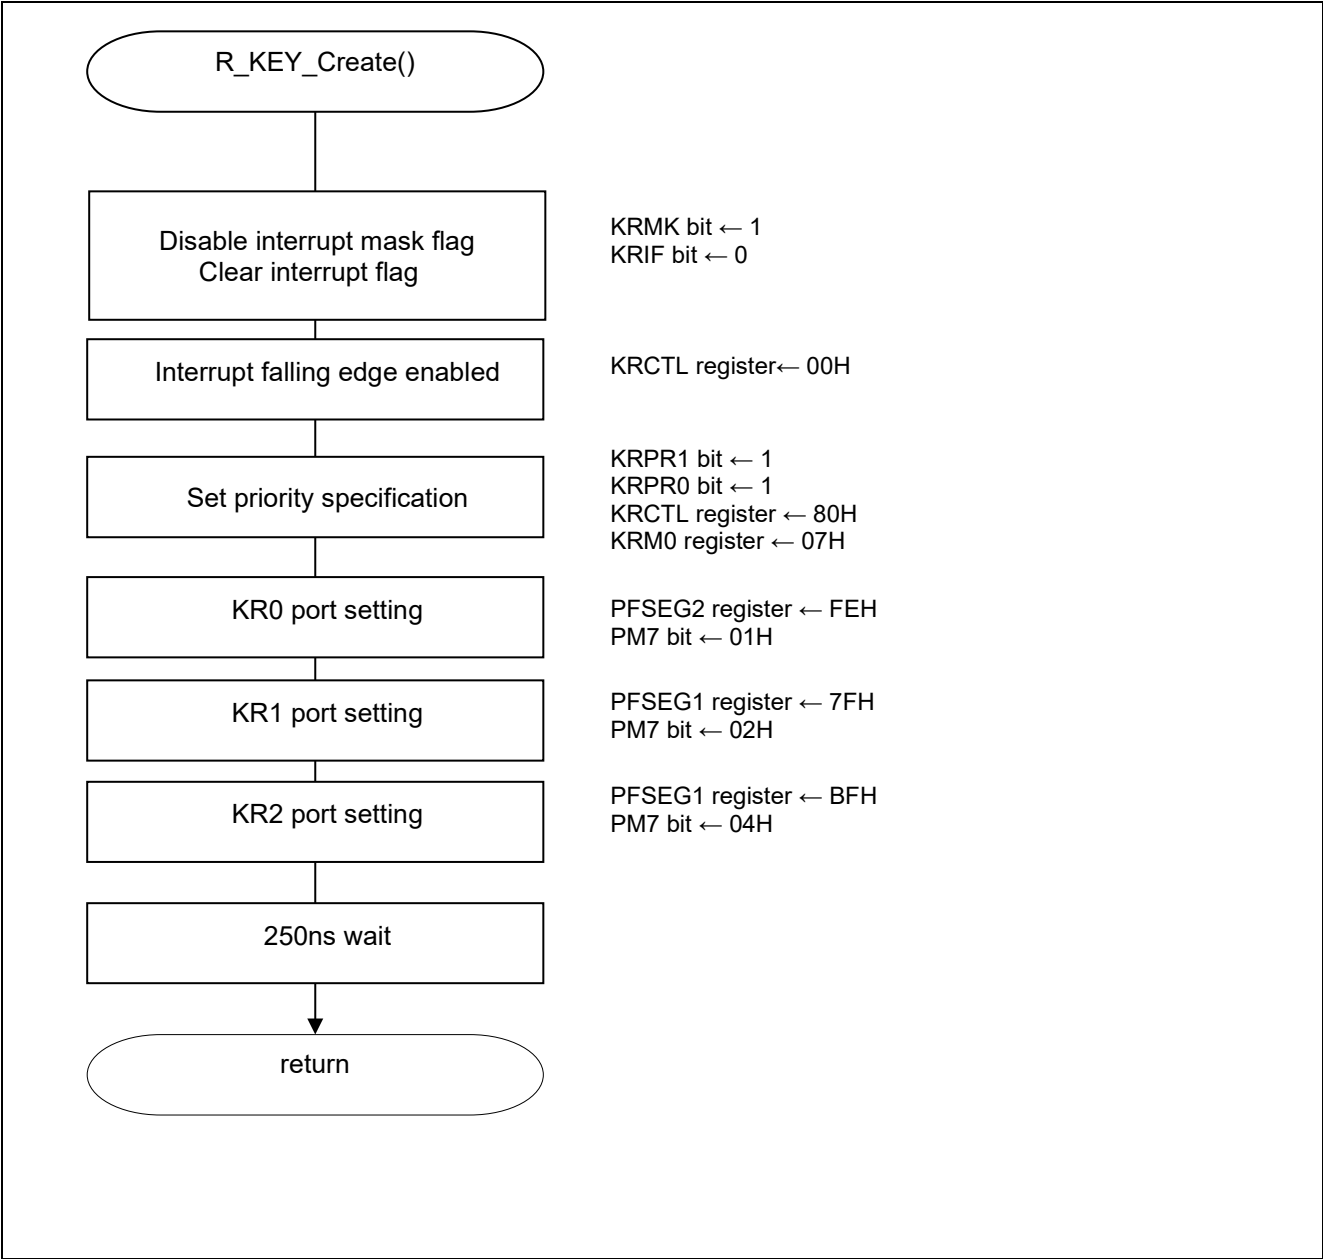 R_KEY_Create()
Disable interrupt mask flag
Clear interrupt flag
KRMK bit ← 1
KRIF bit ← 0
Interrupt falling edge enabled
KRCTL register← 00H
Set priority specification
KRPR1 bit ← 1
KRPR0 bit ← 1
KRCTL register ← 80H
KRM0 register ← 07H
KR0 port setting
PFSEG2 register ← FEH
PM7 bit ← 01H
KR1 port setting
PFSEG1 register ← 7FH
PM7 bit ← 02H
KR2 port setting
PFSEG1 register ← BFH
PM7 bit ← 04H
250ns wait
return